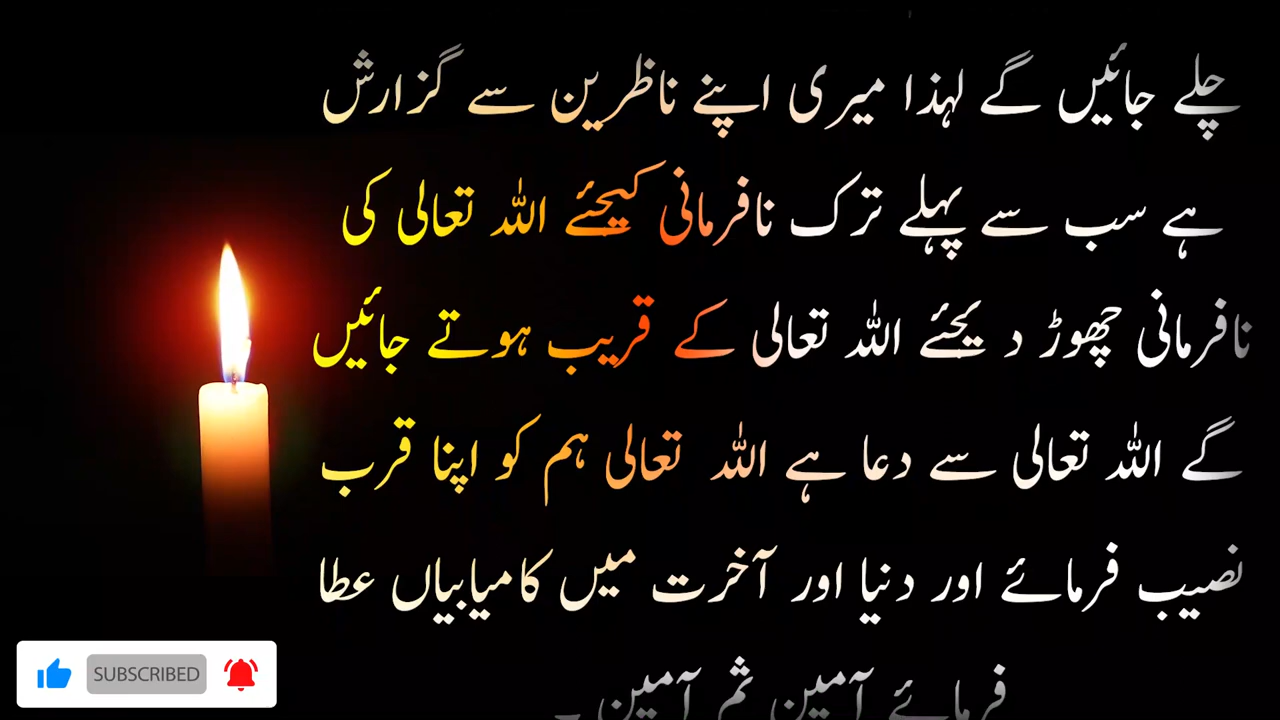 چلے جائیں گے لہذا میری اپنے ناظرین سے گزارش
ہے سب سے پہلے ترک نافرمانی کیجئے اللہ تعالی کی
نافرمانی چھوڑ دیجئے اللہ تعالی کے قریب ہوتے جائیں
گے اللہ تعالی سے دعا ہے اللہ تعالی ہم کو اپنا قرب
نصیب فرمائے اور دنیا اور آخرت میں کامیابیاں عطا
فرمائے آمین ثم آمین ۔
SUBSCRIBED